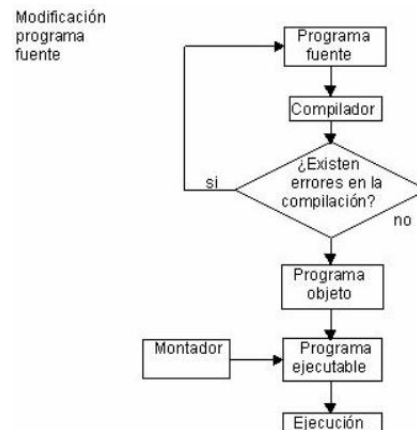 Modificación
programa
fuente
Programa
fuente
Compilador
¿Existen
errores en la
compilación?
si
no
Programa
objeto
Montador
Programa
ejecutable
Ejecución